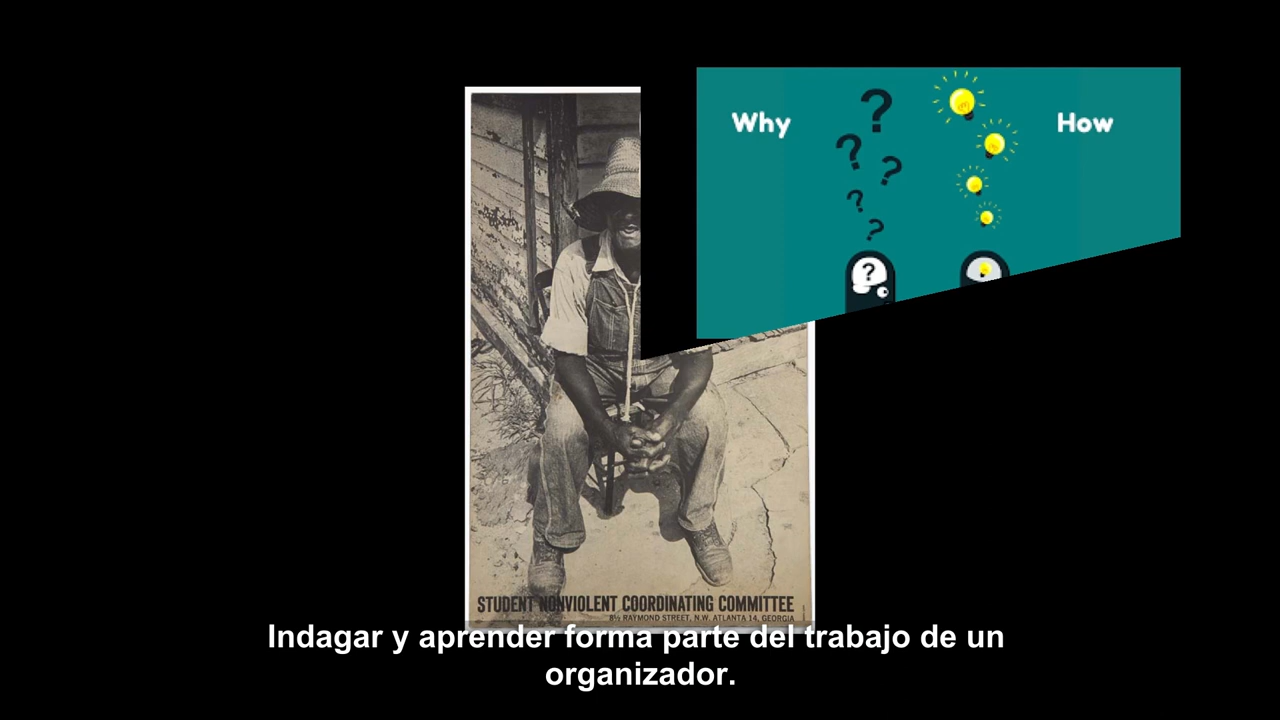 Why
How
?
?
?
?
?
?
STUDENT NONVIOLENT COORDINATING COMMITTEE
8½ RAYMOND STREET, N.W. ATLANTA 14, GEORGIA
Indagar y aprender forma parte del trabajo de un
organizador.